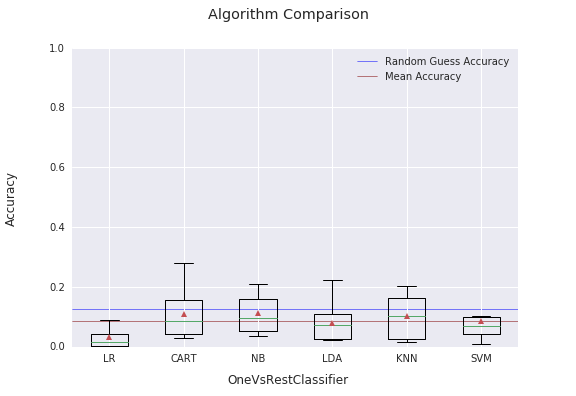 Algorithm Comparison
Random Guess Accuracy
Mean Accuracy
1.0
0.8
0.6
0.4
0.2
0.0
Accuracy
LR CART NB LDA KNN SVM
OneVsRestClassifier